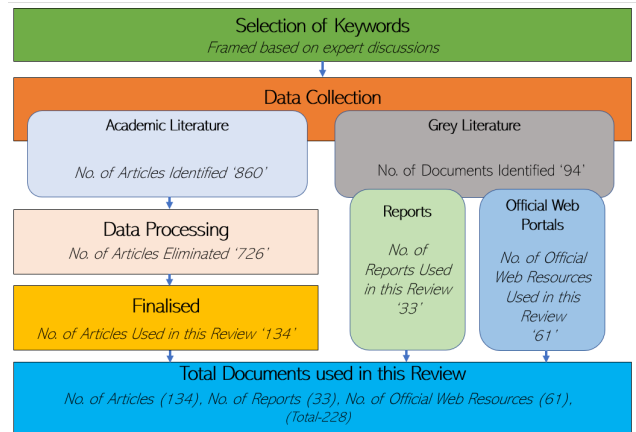 Selection of Keywords
Framed based on expert discussions
Data Collection
Academic Literature
No. of Articles Identified ‘860’
Grey Literature
No. of Documents Identified ‘94’
Data Processing
No. of Articles Eliminated ‘726’
Finalised
No. of Articles Used in this Review ‘134’
Reports
No. of
Reports Used
in this Review
‘33’
Official Web
Portals
No. of Official
Web Resources
Used in this
Review
‘61’
Total Documents used in this Review
No. of Articles (134), No. of Reports (33), No. of Official Web Resources (61),
(Total-228)